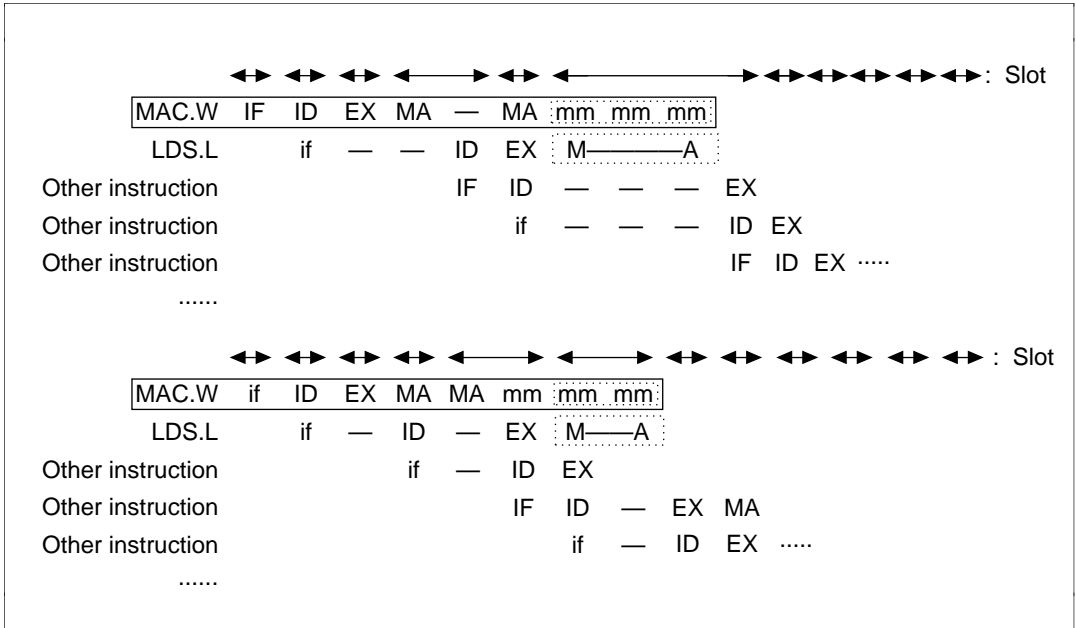 : Slot
MAC.W IF ID EX MA — MA mm mm mm
LDS.L if — — ID EX M————A
Other instruction IF ID — — — EX
Other instruction if — — — ID EX
Other instruction IF ID EX ·····
······
: Slot
MAC.W if ID EX MA MA mm mm mm
LDS.L if — ID — EX M——A
Other instruction if — ID EX
Other instruction IF ID — EX MA
Other instruction if — ID EX ·····
······